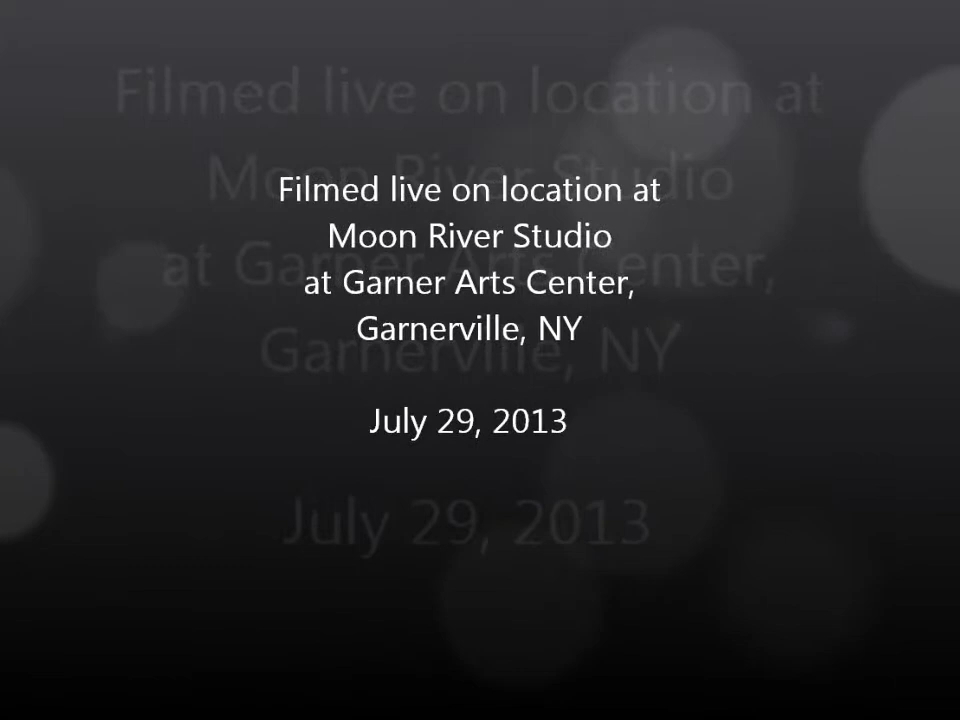 Filmed live on location at
Moon River Studio
at Garner Arts Center,
Garnerville, NY
July 29, 2013